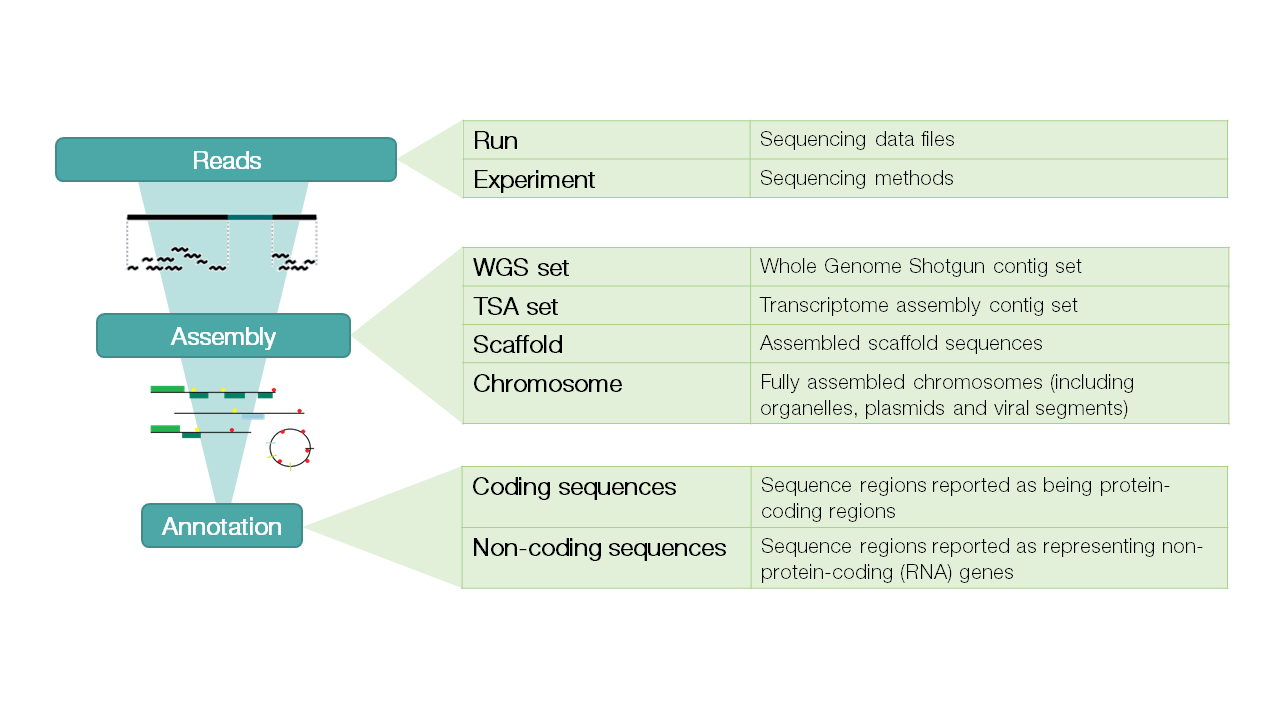 Reads
Run
Sequencing data files
Experiment
Sequencing methods
Assembly
WGS set
Whole Genome Shotgun contig set
TSA set
Transcriptome assembly contig set
Scaffold
Assembled scaffold sequences
Chromosome
Fully assembled chromosomes (including
organelles, plasmids and viral segments)
Annotation
Coding sequences
Sequence regions reported as being protein-
coding regions
Non-coding sequences
Sequence regions reported as representing non-
protein-coding (RNA) genes